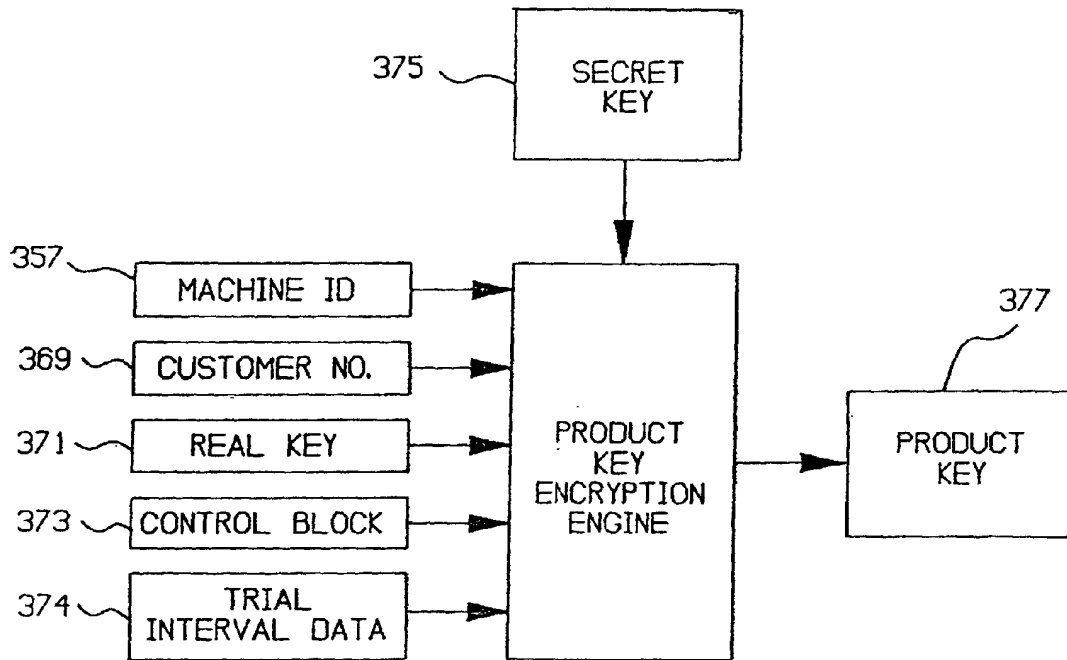 375
SECRET
KEY
357
MACHINE ID
369
CUSTOMER NO.
371
REAL KEY
373
CONTROL BLOCK
374
TRIAL
INTERVAL DATA
PRODUCT
KEY
ENCRYPTION
ENGINE
377
PRODUCT
KEY